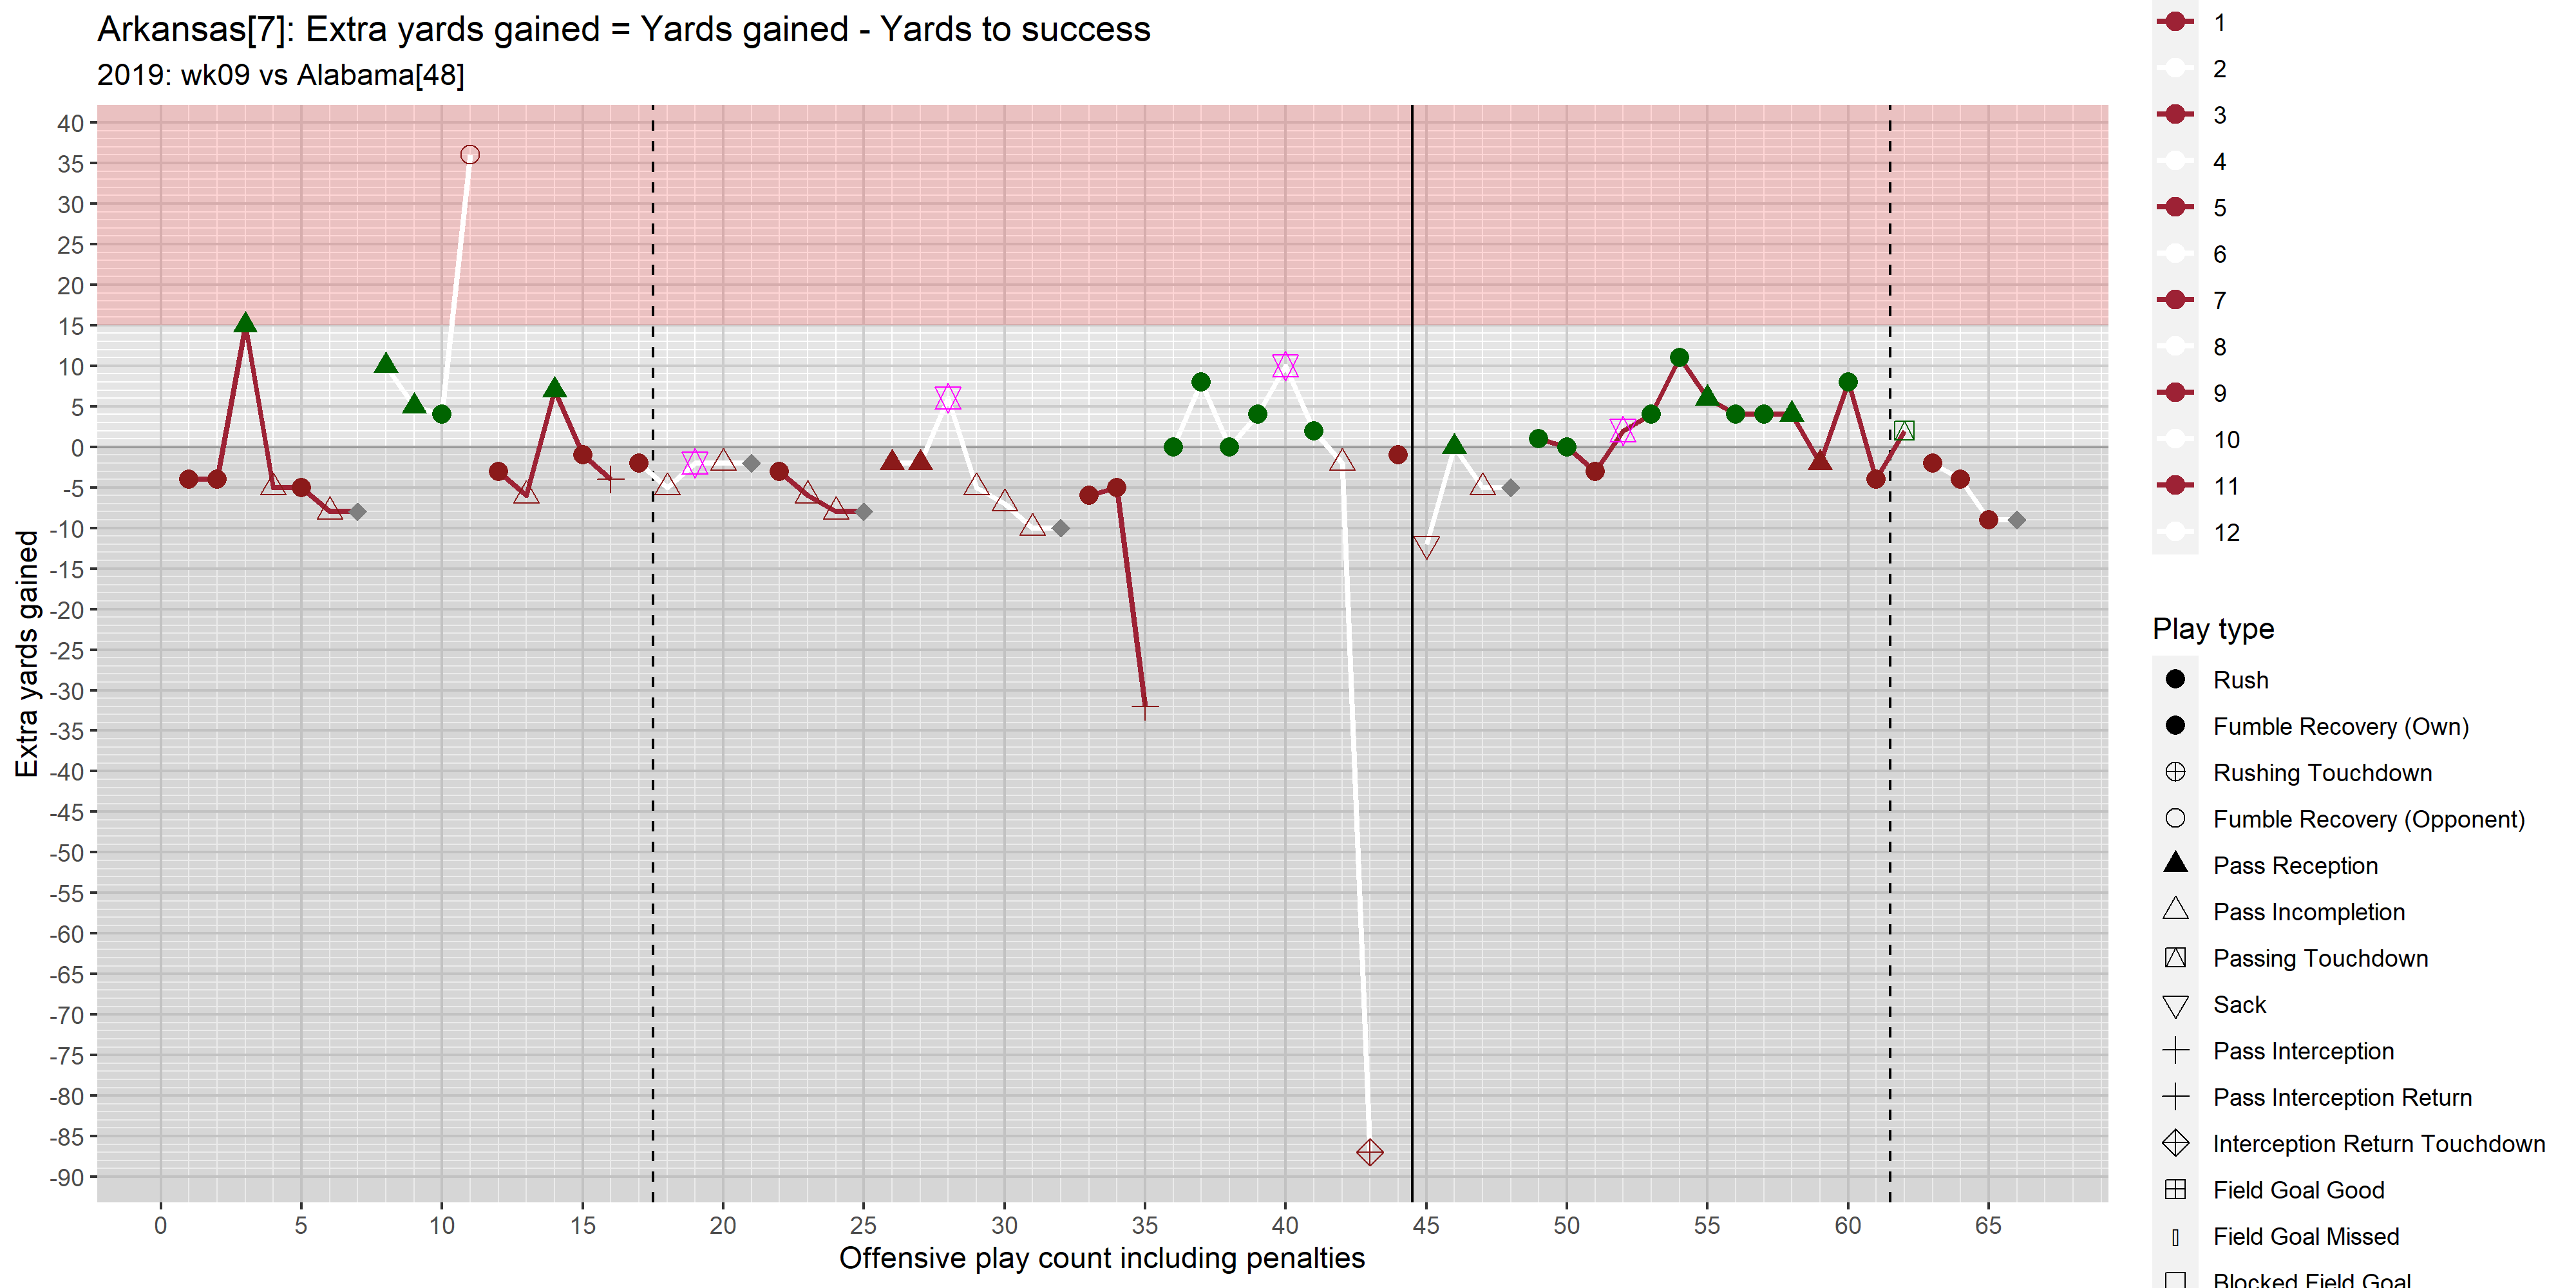 Arkansas[7]: Extra yards gained = Yards gained - Yards to success
2019: wk09 vs Alabama[48]
Extra yards gained
40
35
30
25
20
15
10
5
0
-5
-10
-15
-20
-25
-30
-35
-40
-45
-50
-55
-60
-65
-70
-75
-80
-85
-90
0 5 10 15 20 25 30 35 40 45 50 55 60 65
Offensive play count including penalties
1
2
3
4
5
6
7
8
9
10
11
12
Play type
Rush
Fumble Recovery (Own)
Rushing Touchdown
Fumble Recovery (Opponent)
Pass Reception
Pass Incompletion
Passing Touchdown
Sack
Pass Interception
Pass Interception Return
Interception Return Touchdown
Field Goal Good
Field Goal Missed
Blocked Field Goal